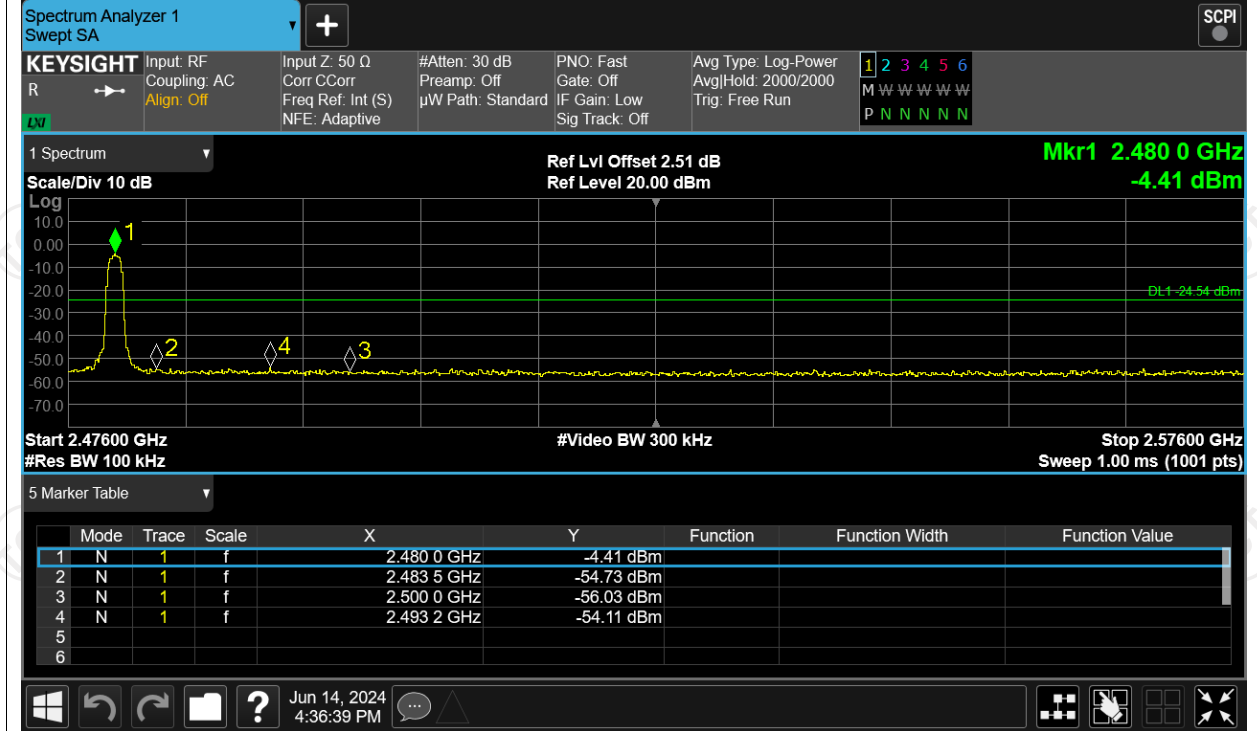 Spectrum Analyzer 1
Swept SA
+
SCPI
KEYSIGHT
R
LXI
Input: RF
Coupling: AC
Align: Off
Input Z: 50 Ω
Corr CCorr
Freq Ref: Int (S)
NFE: Adaptive
#Atten: 30 dB
Preamp: Off
µW Path: Standard
PNO: Fast
Gate: Off
IF Gain: Low
Sig Track: Off
Avg Type: Log-Power
Avg|Hold: 2000/2000
Trig: Free Run
1 2 3 4 5 6
M W W W W W
P N N N N N
1 Spectrum
Scale/Div 10 dB
Ref Lvl Offset 2.51 dB
Ref Level 20.00 dBm
Mkr1 2.480 0 GHz
-4.41 dBm
Log
10.0
0.00
-10.0
-20.0
-30.0
-40.0
-50.0
-60.0
-70.0
1
2
4
3
DL1 -24.54 dBm
Start 2.47600 GHz
#Video BW 300 kHz
Stop 2.57600 GHz
#Res BW 100 kHz
Sweep 1.00 ms (1001 pts)
5 Marker Table
Mode Trace Scale X Y Function Function Width Function Value
1 N 1 f 2.480 0 GHz -4.41 dBm
2 N 1 f 2.483 5 GHz -54.73 dBm
3 N 1 f 2.500 0 GHz -56.03 dBm
4 N 1 f 2.493 2 GHz -54.11 dBm
5
6
?
Jun 14, 2024
4:36:39 PM